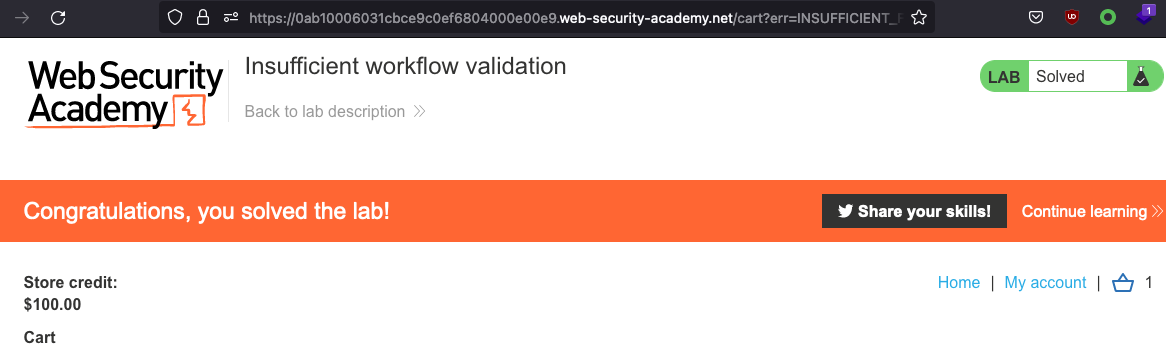 https://0ab10006031cbce9c0ef6804000e00e9.web-security-academy.net/cart?err=INSUFFICIENT_F
1
Web Security
Academy
Insufficient workflow validation
Back to lab description
LAB Solved
Congratulations, you solved the lab!
Share your skills!
Continue learning
Store credit:
$100.00
Home | My account | 1
Cart